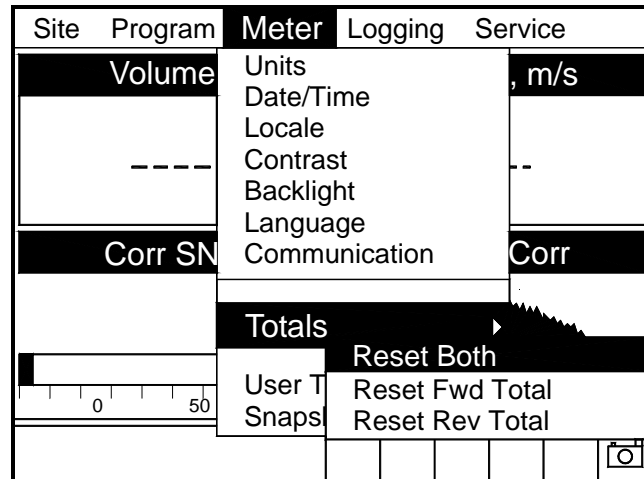 Site Program Meter Logging Service
Volume , m/s
Units
Date/Time
Locale
Contrast
Backlight
Language
Communication
Corr SN Corr
Totals
Reset Both
Reset Fwd Total
Reset Rev Total
User T
Snaps
0 50